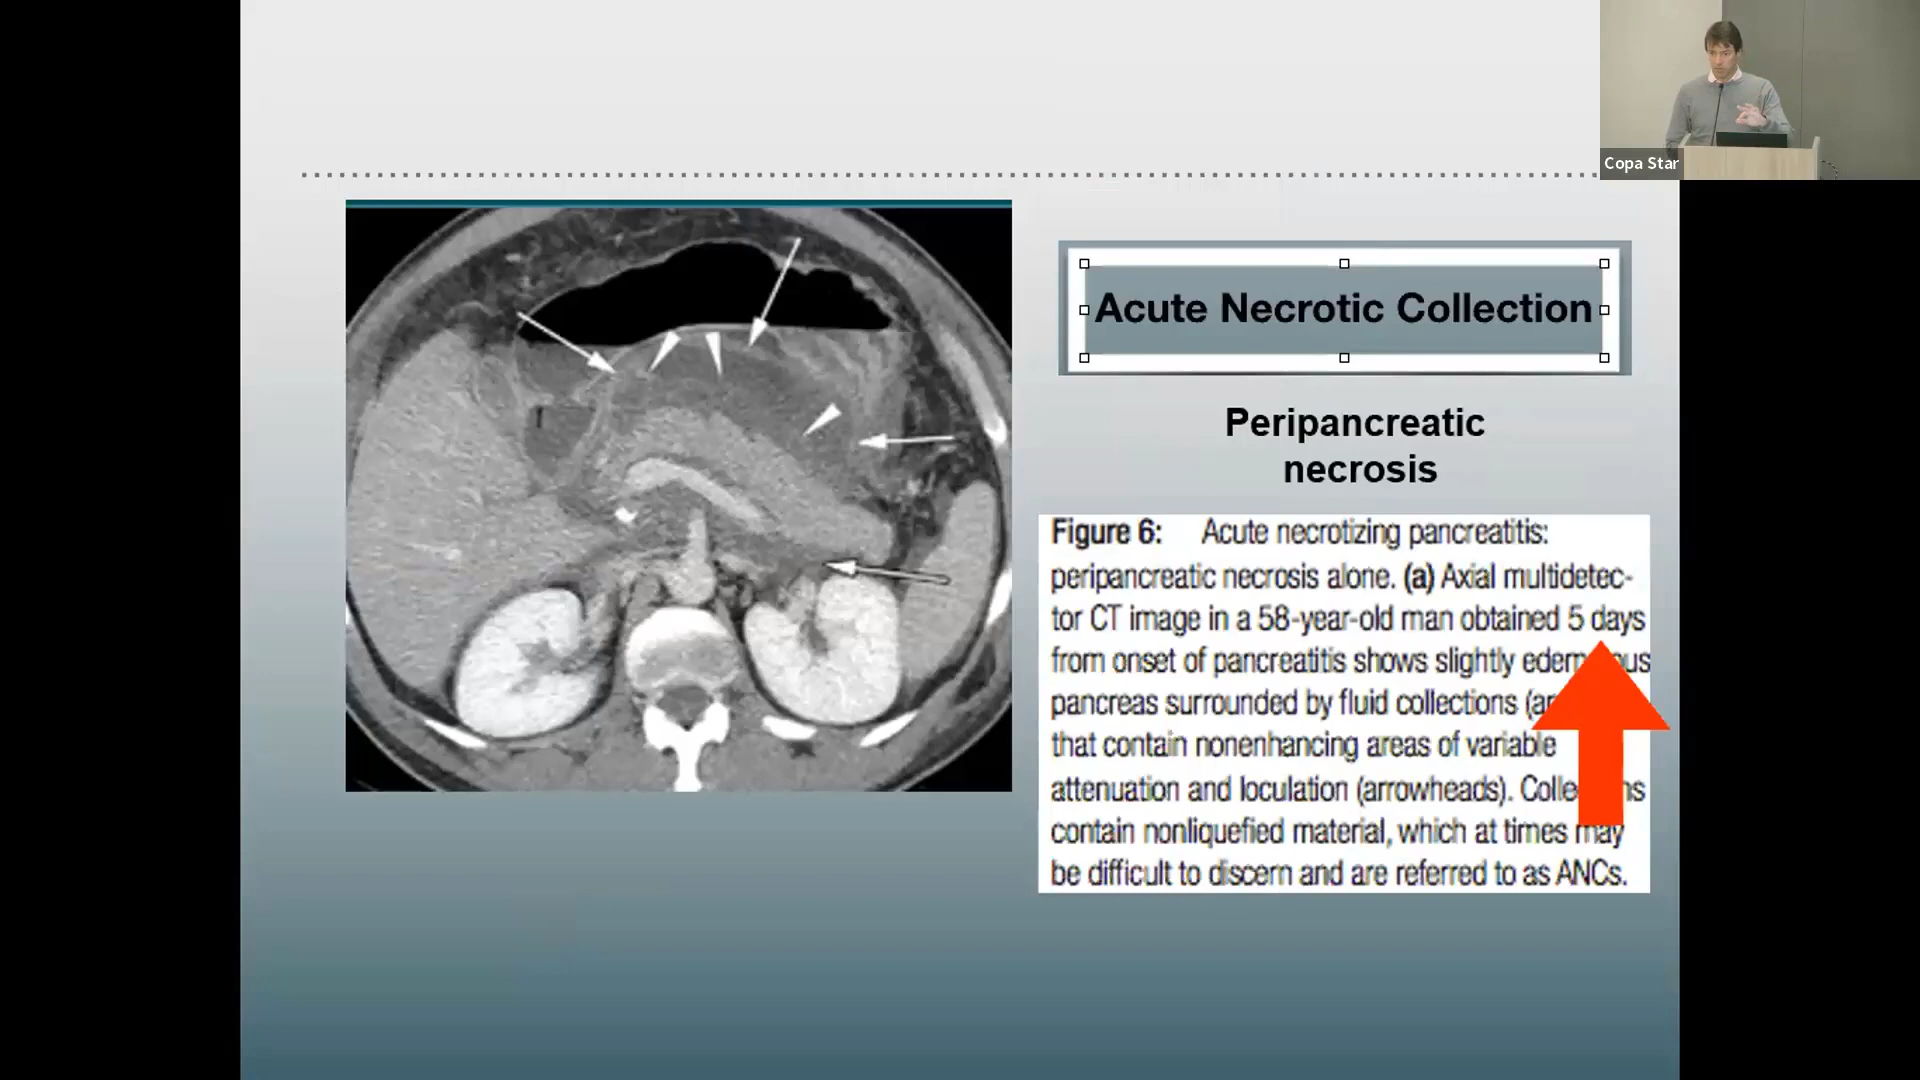 Copa Star
Acute Necrotic Collection
Peripancreatic
necrosis
Figure 6: Acute necrotizing pancreatitis:
peripancreatic necrosis alone. (a) Axial multidetec-
tor CT image in a 58-year-old man obtained 5 days
from onset of pancreatitis shows slightly
pancreas surrounded by fluid collections
that contain nonenhancing areas of variable
attenuation and loculation (arrowheads).
contain nonliquefied material, which at times may
be difficult to discern and are referred to as ANCs.